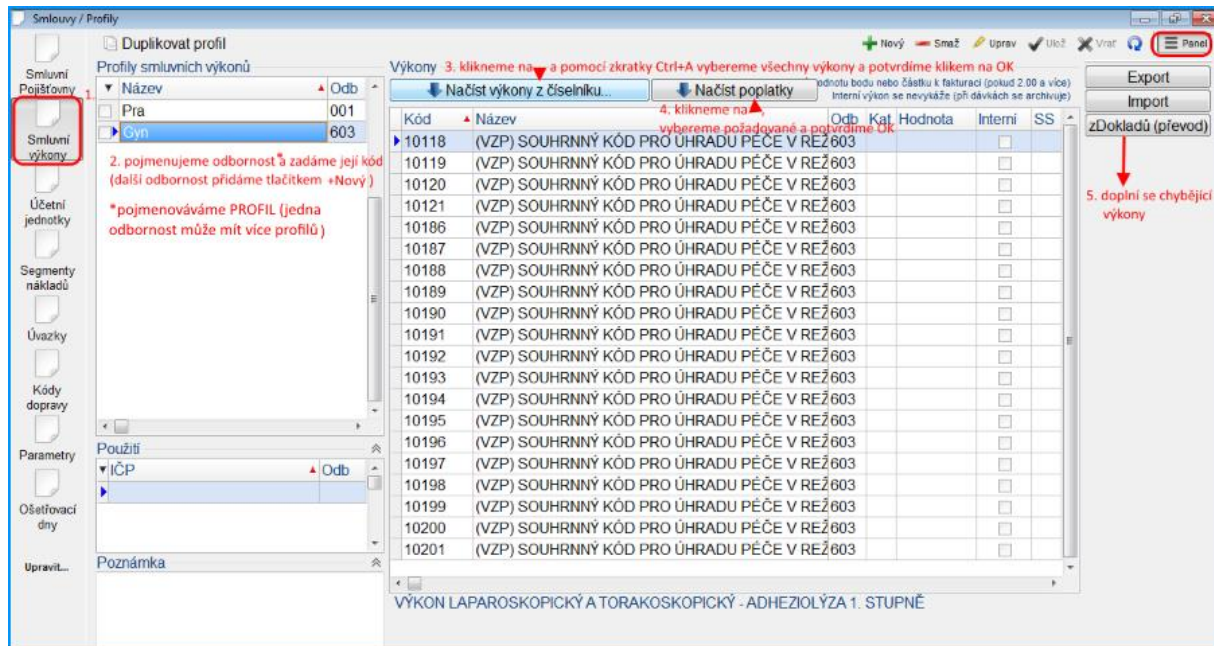 Smlouvy / Profily
Duplikovat profil
Nový Smaž Uprav Ulož Vrať Panel
Smluvní
Pojišťovny
1.
Smluvní
výkony
Účetní
jednotky
Segmenty
nákladů
Úvazky
Kódy
dopravy
Parametry
Ošetřovací
dny
Upravit...
Profily smluvních výkonů
Název Odb
Pra 001
Gyn 603
2. pojmenujeme odbornost* a zadáme její kód
(další odbornost přidáme tlačítkem +Nový)
*pojmenováváme PROFIL (jedna
odbornost může mít více profilů)
Použití
IČP Odb
Poznámka
Výkony 3. klikneme na a pomocí zkratky Ctrl+A vybereme všechny výkony a potvrdíme klikem na OK
Načíst výkony z číselníku... Načíst poplatky
hodnotu bodu nebo částku k fakturaci (pokud 2.00 a více)
Interní výkon se nevykáže (při dávkách se archivuje)
4. klikneme na ,
vybereme požadované a potvrdíme OK
Kód Název Odb Kat Hodnota Interní SS
10118 (VZP) SOUHRNNÝ KÓD PRO ÚHRADU PÉČE V REŽ 603
10119 (VZP) SOUHRNNÝ KÓD PRO ÚHRADU PÉČE V REŽ 603
10120 (VZP) SOUHRNNÝ KÓD PRO ÚHRADU PÉČE V REŽ 603
10121 (VZP) SOUHRNNÝ KÓD PRO ÚHRADU PÉČE V REŽ 603
10186 (VZP) SOUHRNNÝ KÓD PRO ÚHRADU PÉČE V REŽ 603
10187 (VZP) SOUHRNNÝ KÓD PRO ÚHRADU PÉČE V REŽ 603
10188 (VZP) SOUHRNNÝ KÓD PRO ÚHRADU PÉČE V REŽ 603
10189 (VZP) SOUHRNNÝ KÓD PRO ÚHRADU PÉČE V REŽ 603
10190 (VZP) SOUHRNNÝ KÓD PRO ÚHRADU PÉČE V REŽ 603
10191 (VZP) SOUHRNNÝ KÓD PRO ÚHRADU PÉČE V REŽ 603
10192 (VZP) SOUHRNNÝ KÓD PRO ÚHRADU PÉČE V REŽ 603
10193 (VZP) SOUHRNNÝ KÓD PRO ÚHRADU PÉČE V REŽ 603
10194 (VZP) SOUHRNNÝ KÓD PRO ÚHRADU PÉČE V REŽ 603
10195 (VZP) SOUHRNNÝ KÓD PRO ÚHRADU PÉČE V REŽ 603
10196 (VZP) SOUHRNNÝ KÓD PRO ÚHRADU PÉČE V REŽ 603
10197 (VZP) SOUHRNNÝ KÓD PRO ÚHRADU PÉČE V REŽ 603
10198 (VZP) SOUHRNNÝ KÓD PRO ÚHRADU PÉČE V REŽ 603
10199 (VZP) SOUHRNNÝ KÓD PRO ÚHRADU PÉČE V REŽ 603
10200 (VZP) SOUHRNNÝ KÓD PRO ÚHRADU PÉČE V REŽ 603
10201 (VZP) SOUHRNNÝ KÓD PRO ÚHRADU PÉČE V REŽ 603
VÝKON LAPAROSKOPICKÝ A TORAKOSKOPICKÝ - ADHEZIOLÝZA 1. STUPNĚ
Export
Import
zDokladů (převod)
5. doplní se chybějící
výkony